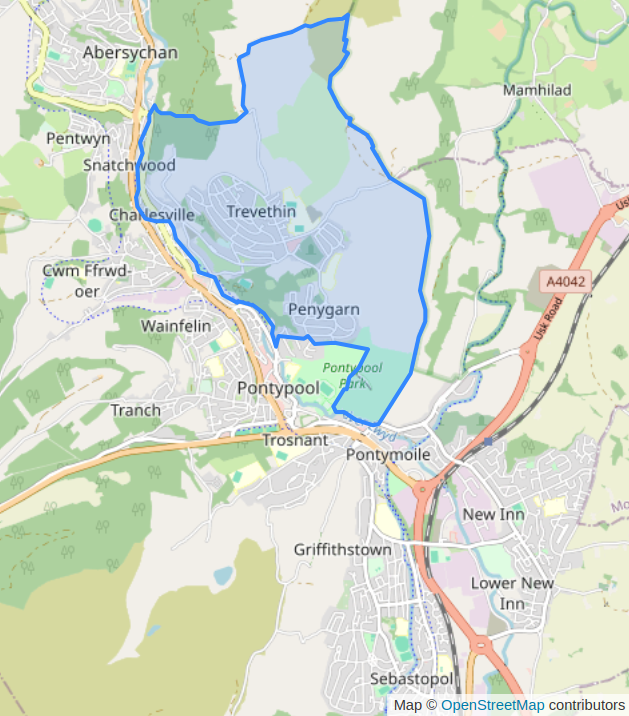 Abersychan
Mamhilad
Pentwyn
Snatchwood
Trevethin
Charlesville
Usk
Cwm Ffrwd-
oer
A4042
Penygarn
Usk Road
Wainfelin
Pontypool
Park
Pontypool
Tranch
Trosnant
Pontymoile
New Inn
Griffithstown
Lower New
Inn
Sebastopol
Map © OpenStreetMap contributors